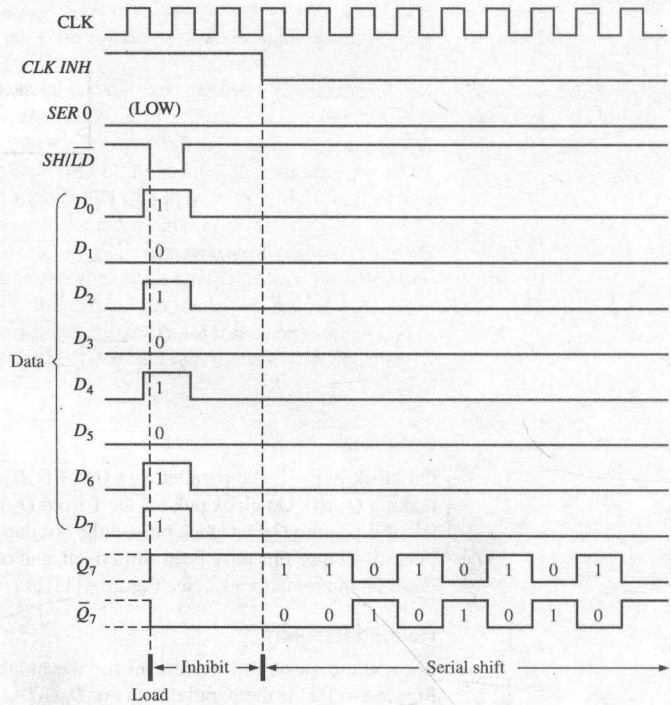 CLK
CLK INH
SER 0 (LOW)
SH/L̅D̅
D₀ 1
D₁ 0
D₂ 1
D₃ 0
Data
D₄ 1
D₅ 0
D₆ 1
D₇ 1
Q₇ 1 1 0 1 0 1 0 1
Q̅₇ 0 0 1 0 1 0 1 0
Inhibit Serial shift
Load